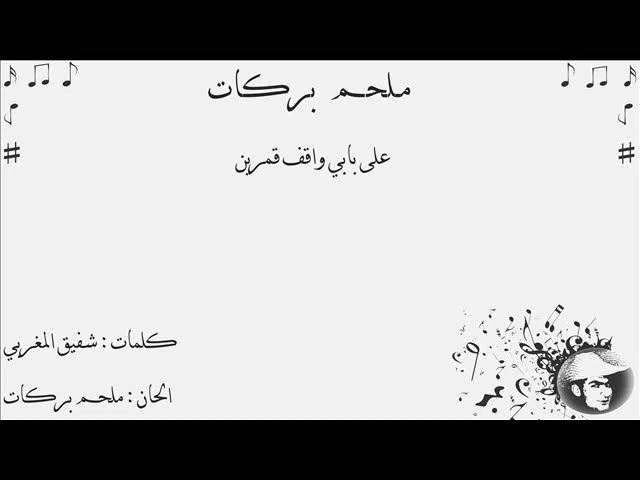 ملحم بركات
على بابي واقف قمرين
كلمات : شفيق المغربي
الحان : ملحم بركات